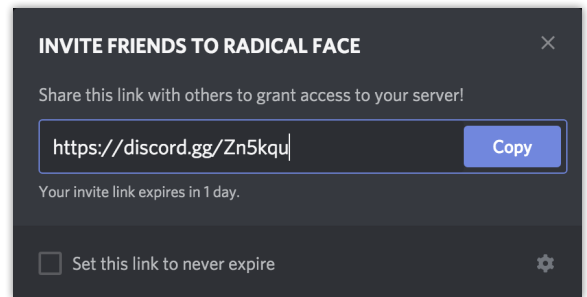 INVITE FRIENDS TO RADICAL FACE
Share this link with others to grant access to your server!
https://discord.gg/Zn5kqu
Copy
Your invite link expires in 1 day.
Set this link to never expire